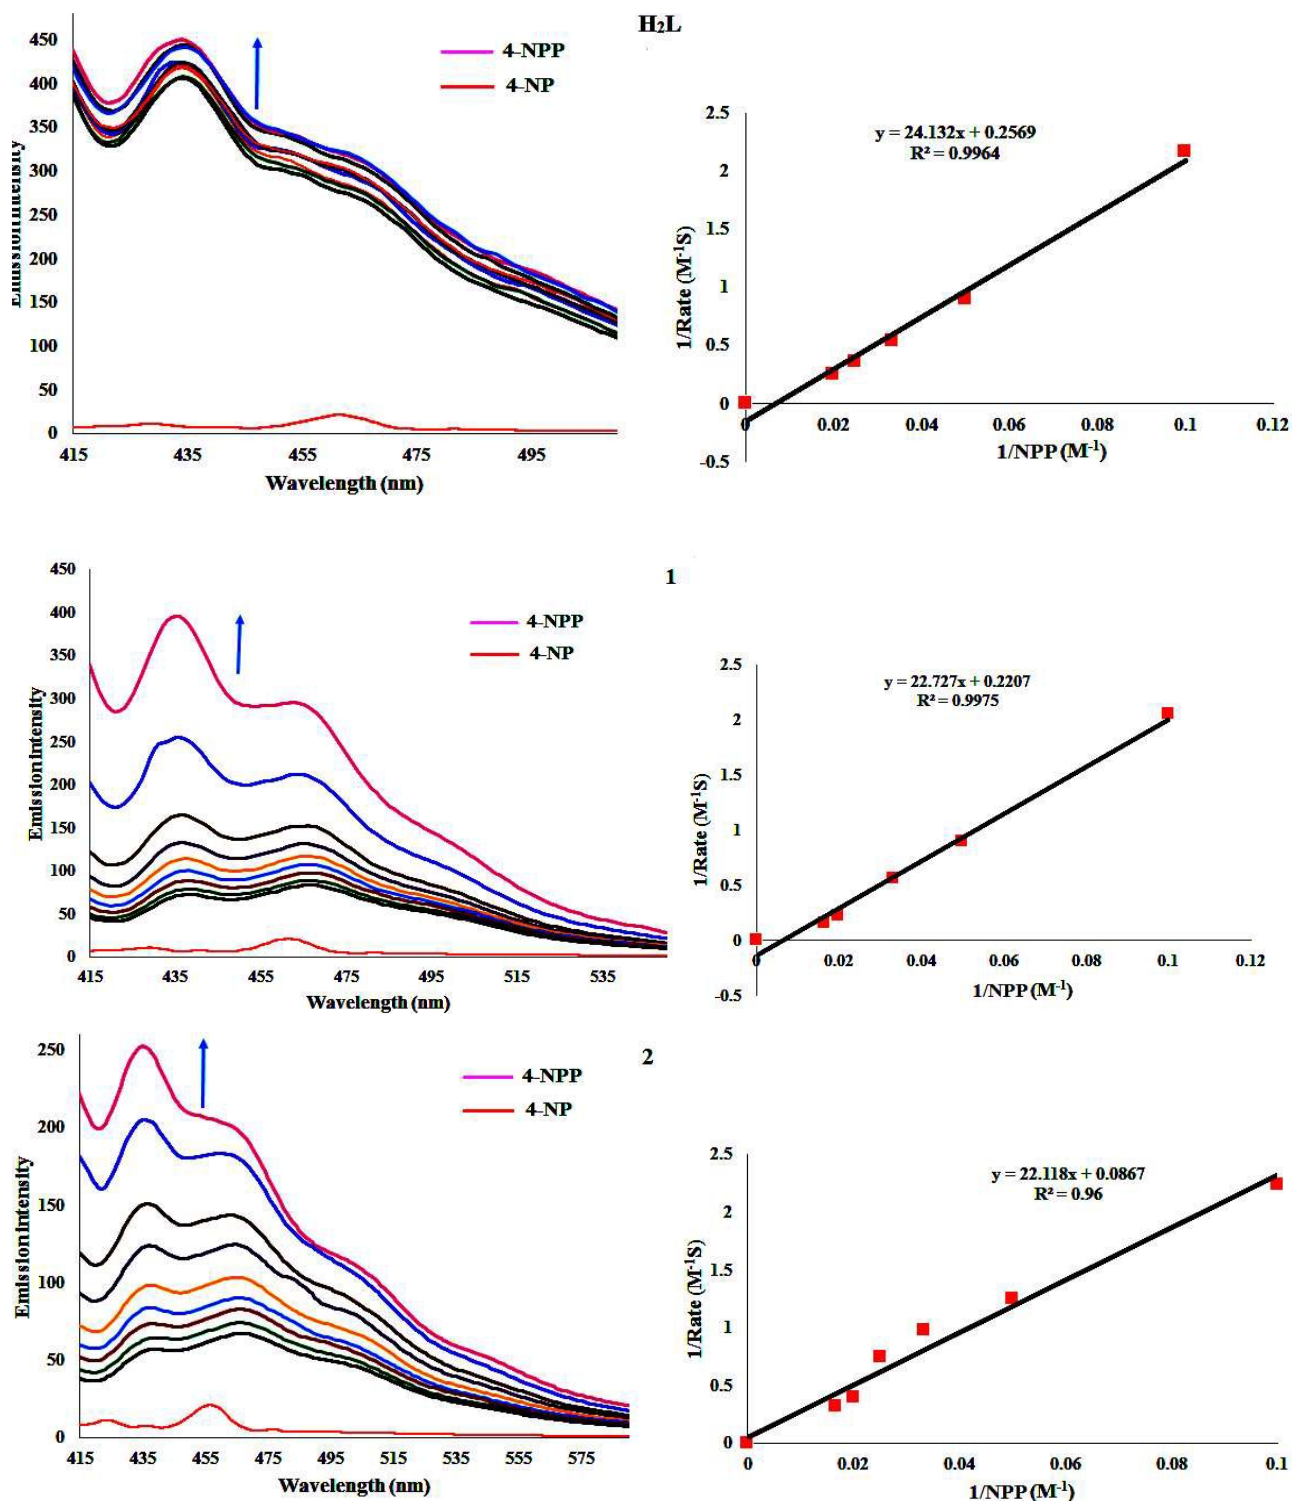 H₂L
4-NPP
4-NP
450
400
350
300
250
200
150
100
50
0
Emission Intensity
415 435 455 475 495
Wavelength (nm)
y = 24.132x + 0.2569
R² = 0.9964
2.5
2
1.5
1
0.5
0
-0.5
1/Rate (M⁻¹S)
0.02 0.04 0.06 0.08 0.1 0.12
1/NPP (M⁻¹)
1
4-NPP
4-NP
450
400
350
300
250
200
150
100
50
0
Emission intensity
415 435 455 475 495 515 535
Wavelength (nm)
y = 22.727x + 0.2207
R² = 0.9975
2.5
2
1.5
1
0.5
0
-0.5
1/Rate (M⁻¹S)
0 0.02 0.04 0.06 0.08 0.1 0.12
1/NPP (M⁻¹)
2
4-NPP
4-NP
250
200
150
100
50
0
Emission intensity
415 435 455 475 495 515 535 555 575
Wavelength (nm)
y = 22.118x + 0.0867
R² = 0.96
2.5
2
1.5
1
0.5
0
1/Rate (M⁻¹S)
0 0.02 0.04 0.06 0.08 0.1
1/NPP (M⁻¹)